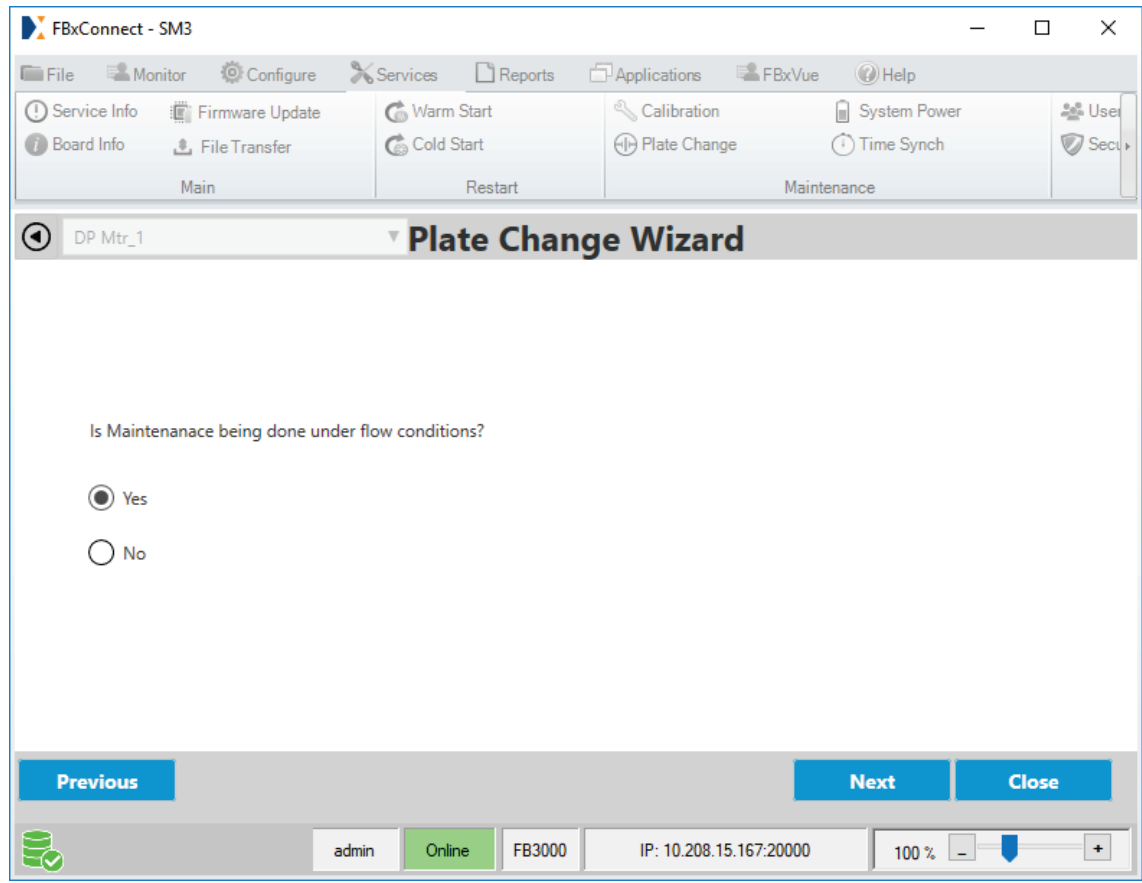 FBxConnect - SM3
File Monitor Configure Services Reports Applications FBxVue Help
Service Info Firmware Update Warm Start Calibration System Power User
Board Info File Transfer Cold Start Plate Change Time Synch Secu
Main Restart Maintenance
DP Mtr_1 Plate Change Wizard
Is Maintenanace being done under flow conditions?
Yes
No
Previous Next Close
admin Online FB3000 IP: 10.208.15.167:20000 100 % - +